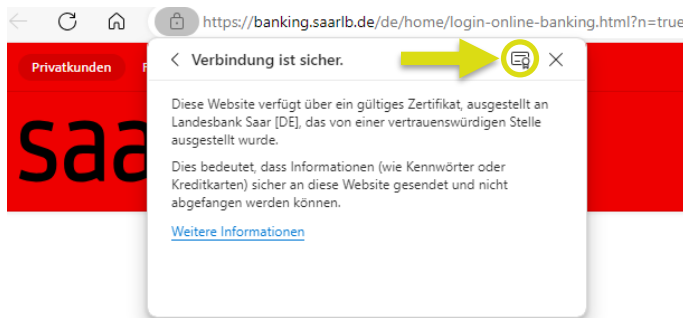 https://banking.saarlb.de/de/home/login-online-banking.html?n=true
Privatkunden
Verbindung ist sicher.
saa
Diese Website verfügt über ein gültiges Zertifikat, ausgestellt an
Landesbank Saar [DE], das von einer vertrauenswürdigen Stelle
ausgestellt wurde.
Dies bedeutet, dass Informationen (wie Kennwörter oder
Kreditkarten) sicher an diese Website gesendet und nicht
abgefangen werden können.
Weitere Informationen